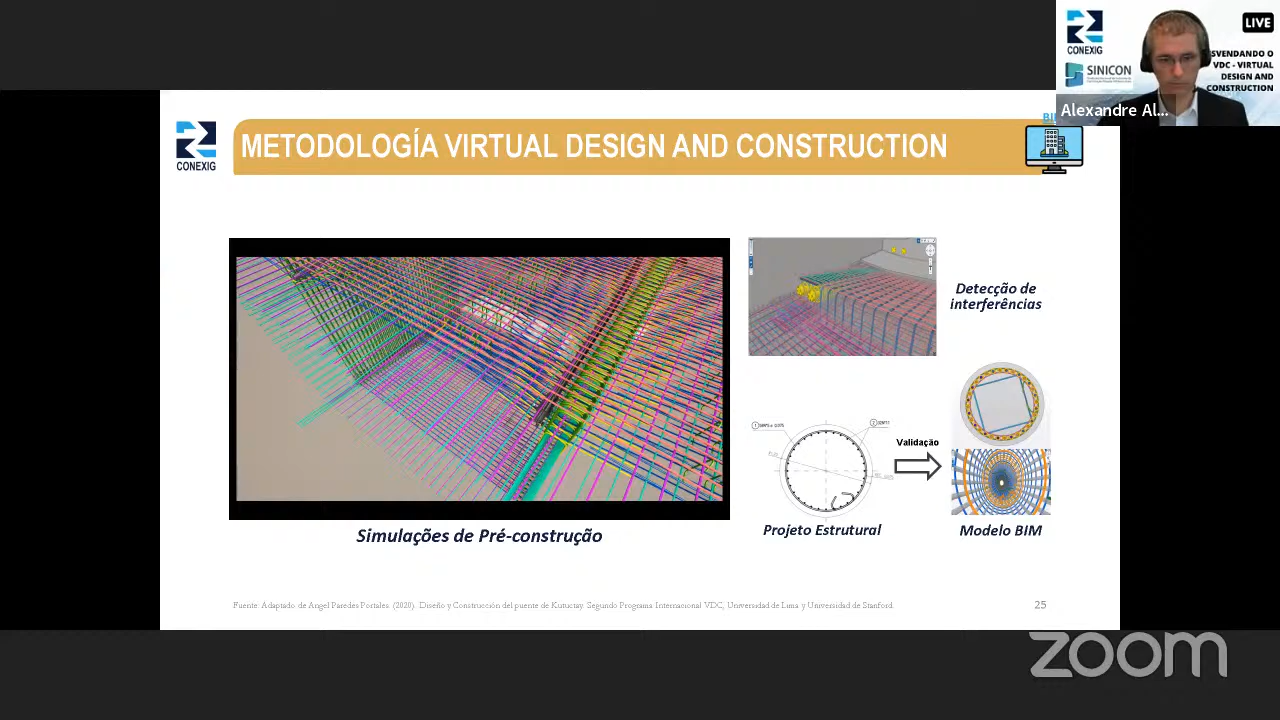 LIVE
CONEXIG
SINICON
SVENDANDO O
VDC - VIRTUAL
DESIGN AND
CONSTRUCTION
Alexandre Al...
CONEXIG
METODOLOGÍA VIRTUAL DESIGN AND CONSTRUCTION
Detecção de
interferências
Validação
Simulações de Pré-construção
Projeto Estrutural
Modelo BIM
Fuente: Adaptado de Angel Paredes Portales. (2020). Diseño y Construcción del puente de Kutuctay. Segundo Programa Internacional VDC, Universidad de Lima y Universidad de Stanford.
25
zoom